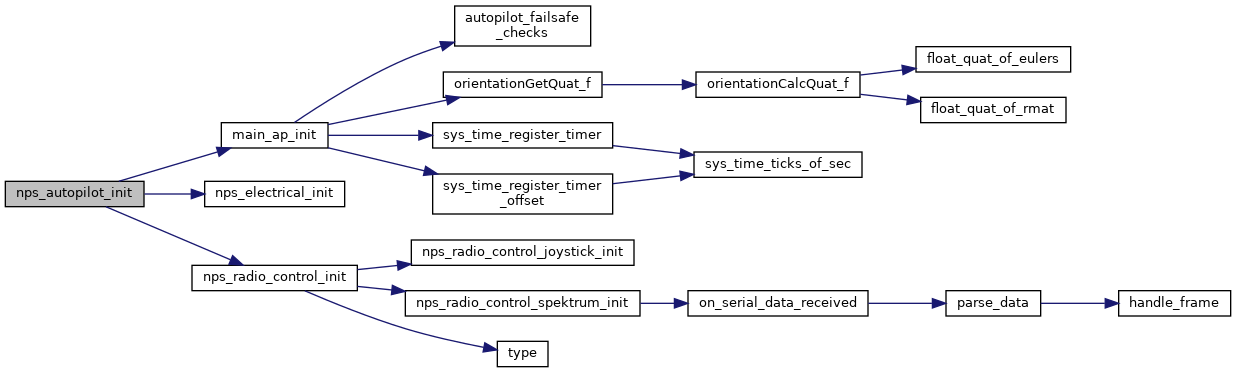 autopilot_failsafe
_checks
float_quat_of_eulers
orientationGetQuat_f
orientationCalcQuat_f
float_quat_of_rmat
main_ap_init
sys_time_register_timer
sys_time_ticks_of_sec
nps_autopilot_init
nps_electrical_init
sys_time_register_timer
_offset
nps_radio_control_joystick_init
nps_radio_control_init
nps_radio_control_spektrum_init
on_serial_data_received
parse_data
handle_frame
type